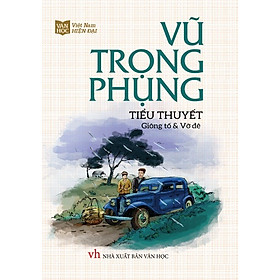 VĂN HỌC
Việt Nam
HIỆN ĐẠI
VŨ
TRỌNG
PHỤNG
TIỂU THUYẾT
Giông tố & Vỡ đê
vh NHÀ XUẤT BẢN VĂN HỌC